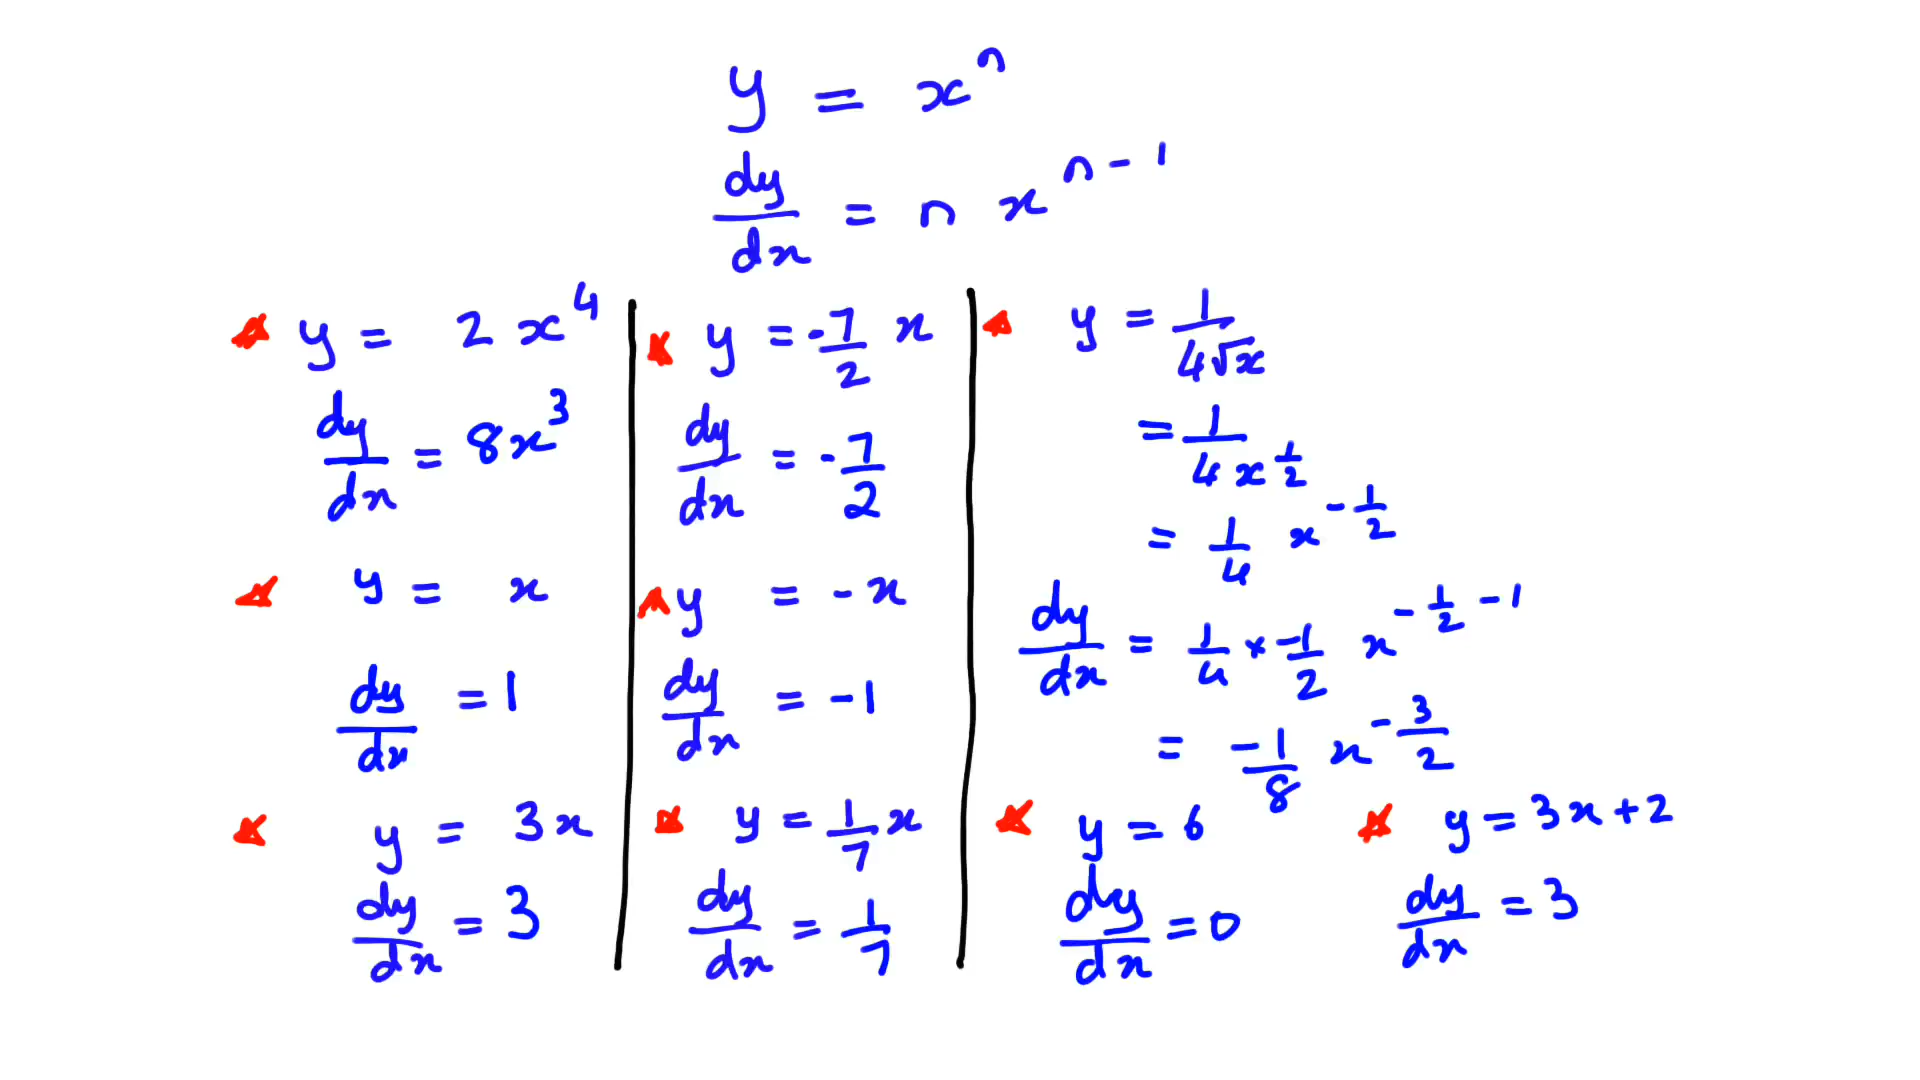 y = x^n
dy/dx = n x^(n-1)
y = 2x^4
dy/dx = 8x^3
y = x
dy/dx = 1
y = 3x
dy/dx = 3
y = -7/2 x
dy/dx = -7/2
y = -x
dy/dx = -1
y = 1/7 x
dy/dx = 1/7
y = 1/(4√x)
= 1/(4x^(1/2))
= 1/4 x^(-1/2)
dy/dx = 1/4 × -1/2 x^(-1/2 - 1)
= -1/8 x^(-3/2)
y = 6
dy/dx = 0
y = 3x + 2
dy/dx = 3